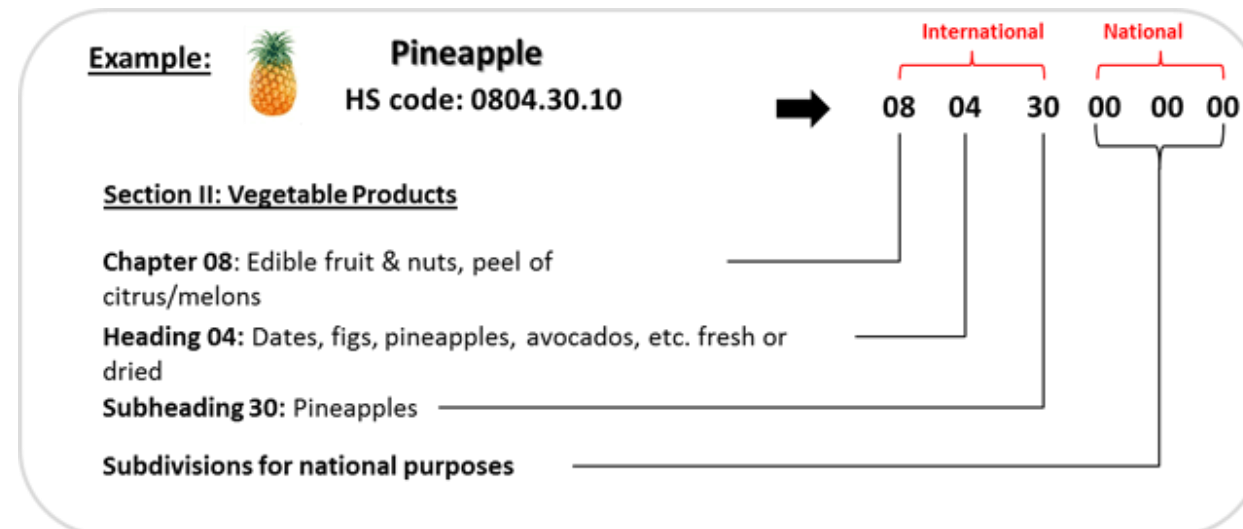 International National
Example: Pineapple
HS code: 0804.30.10
08 04 30 00 00 00
Section II: Vegetable Products
Chapter 08: Edible fruit & nuts, peel of
citrus/melons
Heading 04: Dates, figs, pineapples, avocados, etc. fresh or
dried
Subheading 30: Pineapples
Subdivisions for national purposes